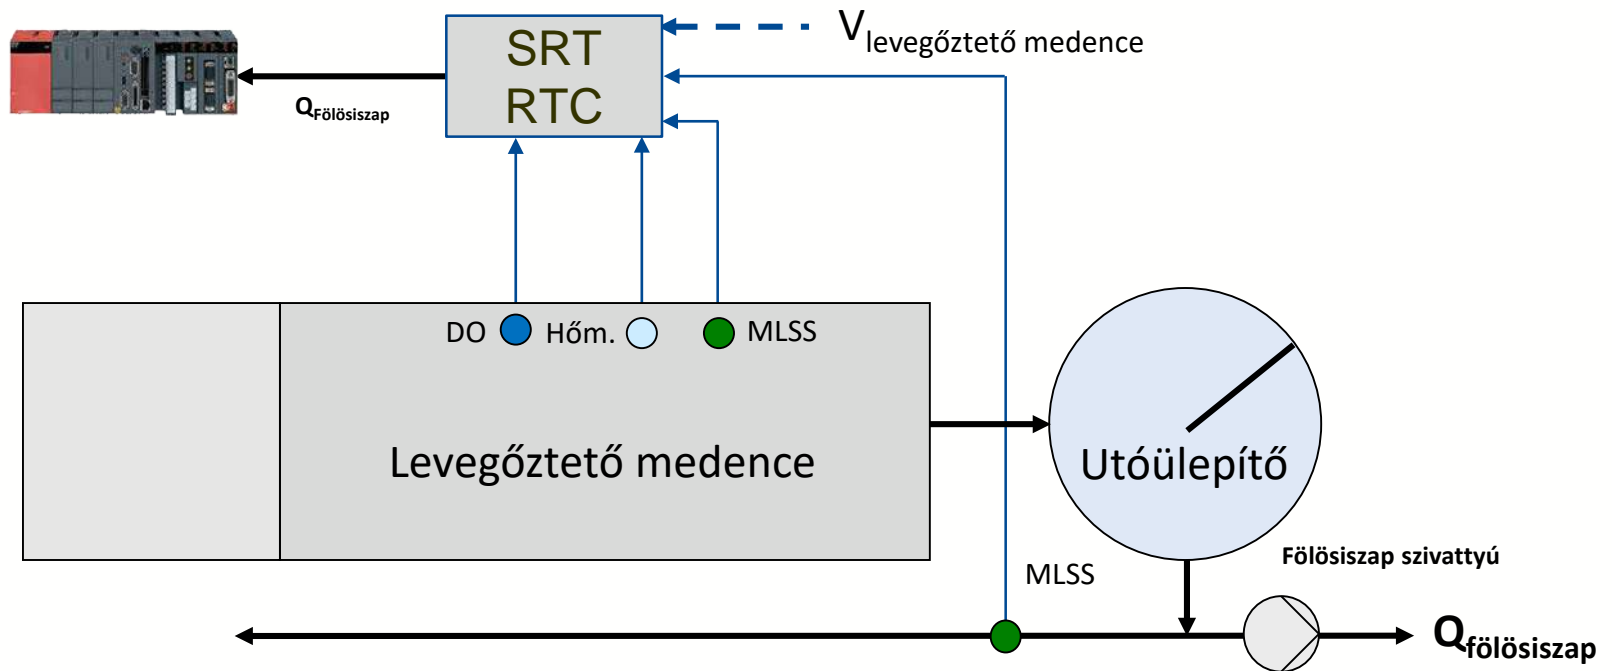 SRT
RTC
V levegőztető medence
Q Fölösiszap
DO
Hőm.
MLSS
Levegőztető medence
Utóülepítő
MLSS
Fölösiszap szivattyú
Q fölösiszap